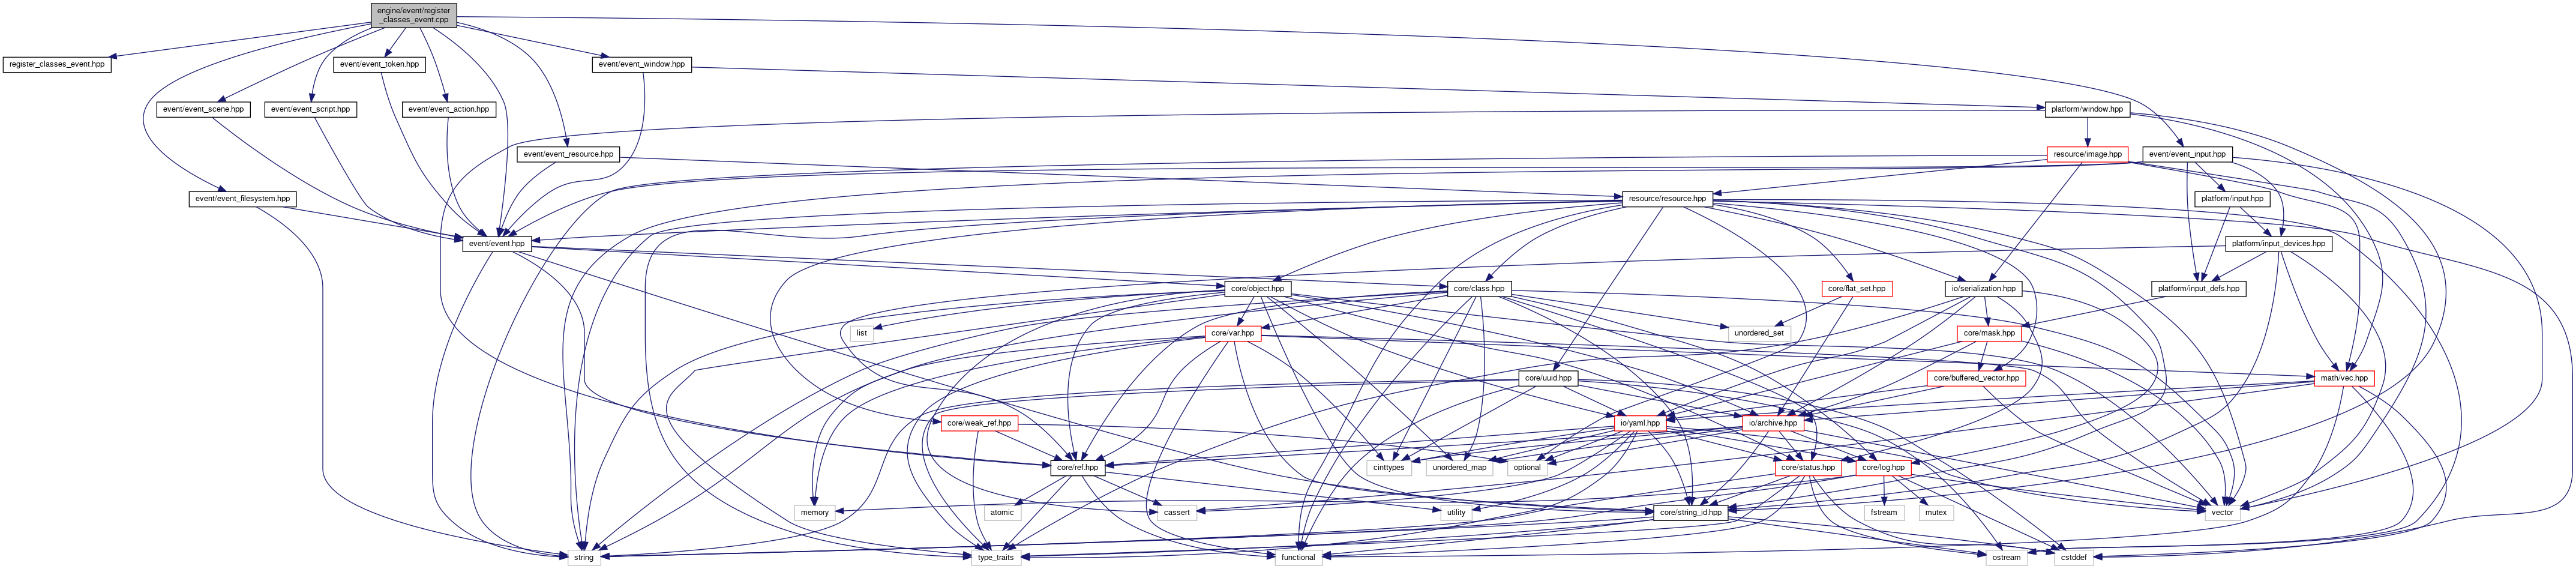 engine/event/register
_classes_event.cpp
register_classes_event.hpp
event/event_token.hpp
event/event_window.hpp
event/event_scene.hpp
event/event_script.hpp
event/event_action.hpp
platform/window.hpp
event/event_resource.hpp
resource/image.hpp
event/event_input.hpp
event/event_filesystem.hpp
resource/resource.hpp
platform/input.hpp
event/event.hpp
platform/input_devices.hpp
core/object.hpp
core/class.hpp
core/flat_set.hpp
io/serialization.hpp
platform/input_defs.hpp
list
core/var.hpp
unordered_set
core/mask.hpp
core/uuid.hpp
core/buffered_vector.hpp
math/vec.hpp
core/weak_ref.hpp
io/yaml.hpp
io/archive.hpp
core/ref.hpp
cinttypes
unordered_map
optional
core/status.hpp
core/log.hpp
memory
atomic
cassert
utility
core/string_id.hpp
fstream
mutex
vector
string
type_traits
functional
ostream
cstddef